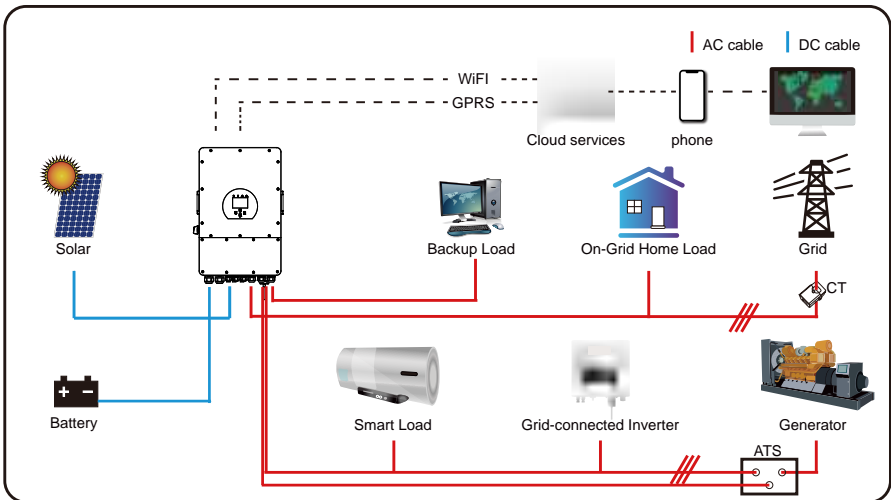 AC cable
DC cable
WiFI
GPRS
Cloud services
phone
Solar
Backup Load
On-Grid Home Load
Grid
CT
Battery
Smart Load
Grid-connected Inverter
Generator
ATS